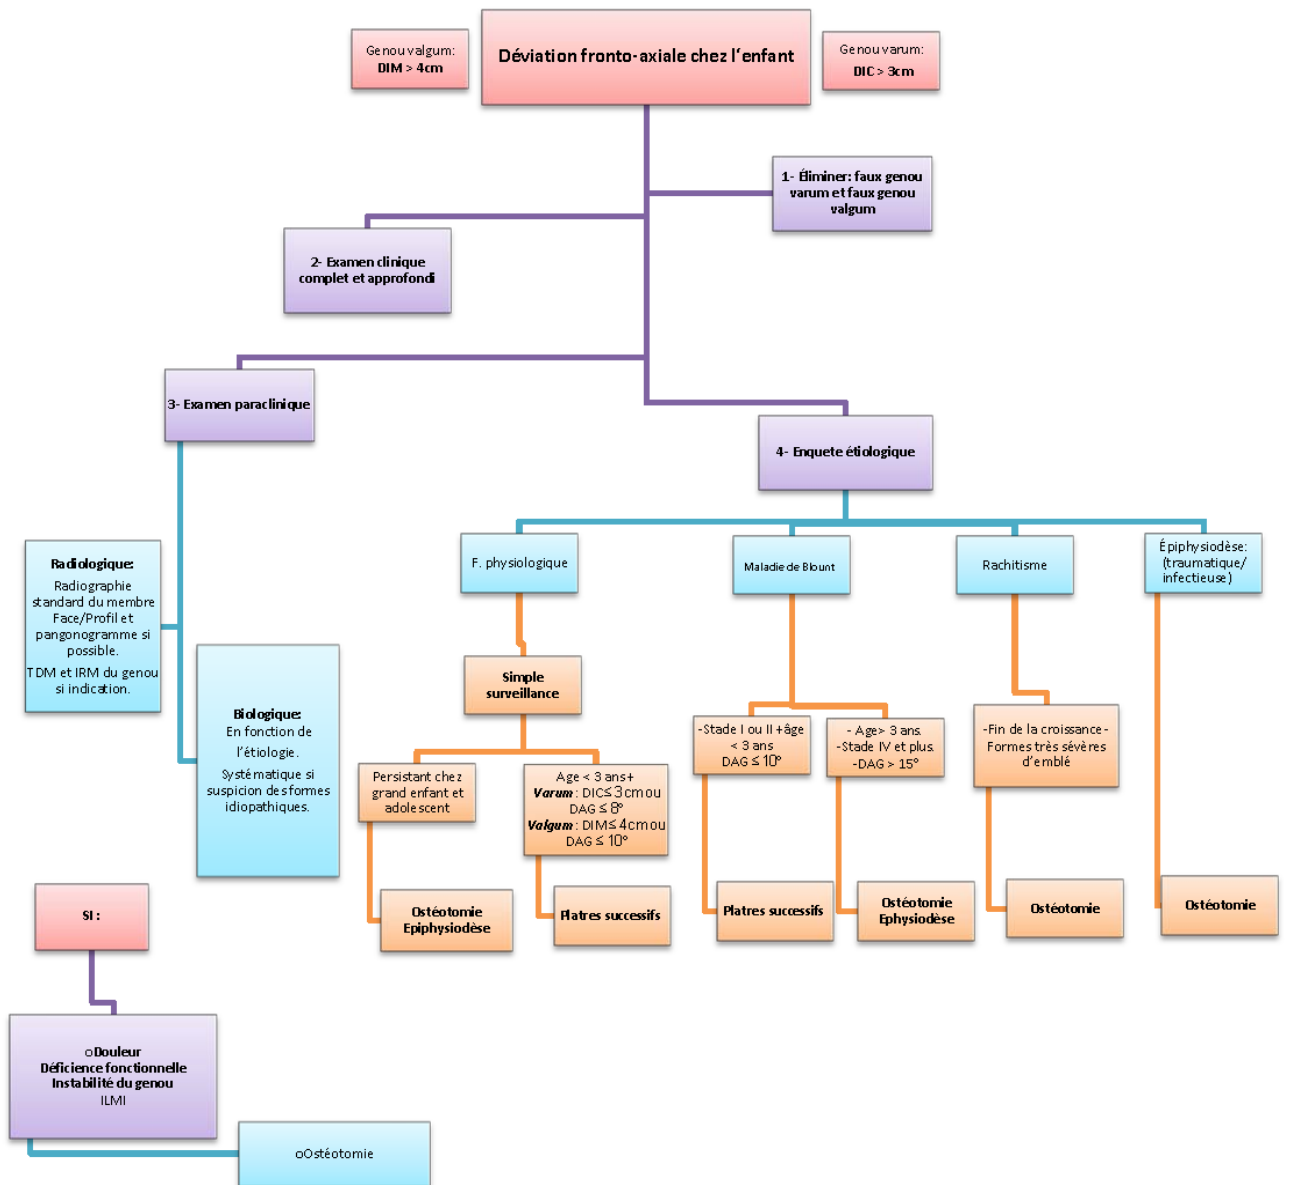 Genou valgum:
DIM > 4cm
Déviation fronto-axiale chez l'enfant
Genou varum:
DIC > 3cm
1- Éliminer: faux genou
varum et faux genou
valgum
2- Examen clinique
complet et approfondi
3- Examen paraclinique
4- Enquete étiologique
Radiologique:
Radiographie
standard du membre
Face/Profil et
pangonogramme si
possible.
TDM et IRM du genou
si indication.
Biologique:
En fonction de
l'étiologie.
Systématique si
suspicion des formes
idiopathiques.
F. physiologique
Maladie de Blount
Rachitisme
Épiphysiodèse:
(traumatique/
infectieuse)
Simple
surveillance
Persistant chez
grand enfant et
adolescent
Age < 3 ans+
Varum : DIC≤ 3cm ou
DAG ≤ 8°
Valgum : DIM≤ 4cm ou
DAG ≤ 10°
-Stade I ou II +âge
< 3 ans
DAG ≤ 10°
- Age> 3 ans.
-Stade IV et plus.
-DAG > 15°
-Fin de la croissance-
Formes très sévères
d'emblé
Ostéotomie
Epiphysiodèse
Platres successifs
Platres successifs
Ostéotomie
Ephysiodèse
Ostéotomie
Ostéotomie
SI :
oDouleur
Déficience fonctionnelle
Instabilité du genou
ILMI
oOstéotomie